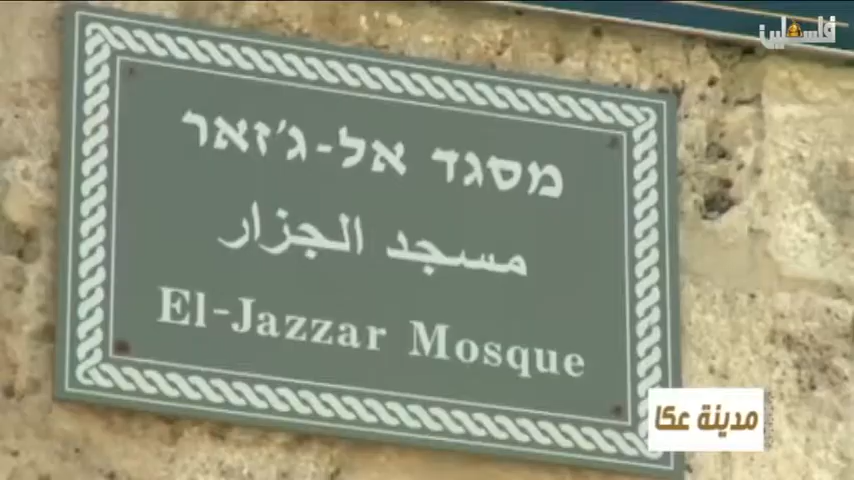 فلسطين
מסגד אל-ג'זאר
مسجد الجزار
El-Jazzar Mosque
مدينة عكا